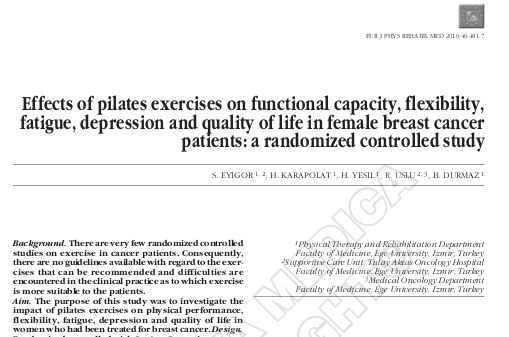 EUR J PHYS REHABIL MED 2010;46:481-7
Effects of pilates exercises on functional capacity, flexibility,
fatigue, depression and quality of life in female breast cancer
patients: a randomized controlled study
S. EYIGOR 1, 2, H. KARAPOLAT 1, H. YESIL 1, R. USLU 2, 3, B. DURMAZ 1
Background. There are very few randomized controlled
studies on exercise in cancer patients. Consequently,
there are no guidelines available with regard to the exer-
cises that can be recommended and difficulties are
encountered in the clinical practice as to which exercise
is more suitable to the patients.
Aim. The purpose of this study was to investigate the
impact of pilates exercises on physical performance,
flexibility, fatigue, depression and quality of life in
women who had been treated for breast cancer. Design.
1Physical Therapy and Rehabilitation Department
Faculty of Medicine, Ege University, Izmir, Turkey
2Supportive Care Unit, Tulay Aktas Oncology Hospital
Faculty of Medicine, Ege University, Izmir, Turkey
3Medical Oncology Department
Faculty of Medicine, Ege University, Izmir, Turkey
MEDICA